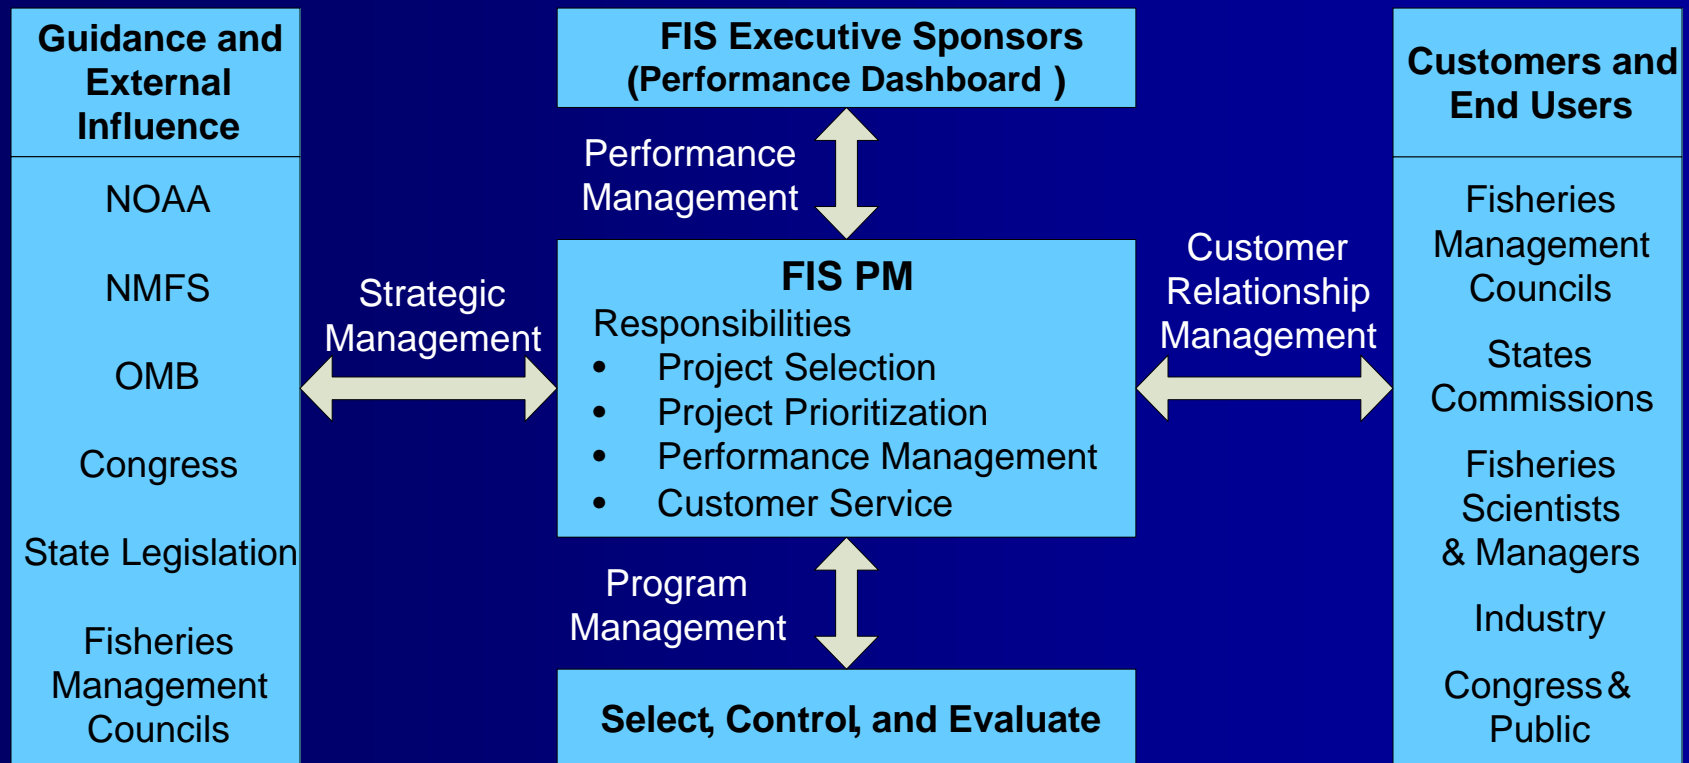 Guidance and
External
Influence
NOAA
NMFS
OMB
Congress
State Legislation
Fisheries
Management
Councils
Strategic
Management
FIS Executive Sponsors
(Performance Dashboard )
Performance
Management
FIS PM
Responsibilities
• Project Selection
• Project Prioritization
• Performance Management
• Customer Service
Program
Management
Select, Control, and Evaluate
Customer
Relationship
Management
Customers and
End Users
Fisheries
Management
Councils
States
Commissions
Fisheries
Scientists
& Managers
Industry
Congress &
Public